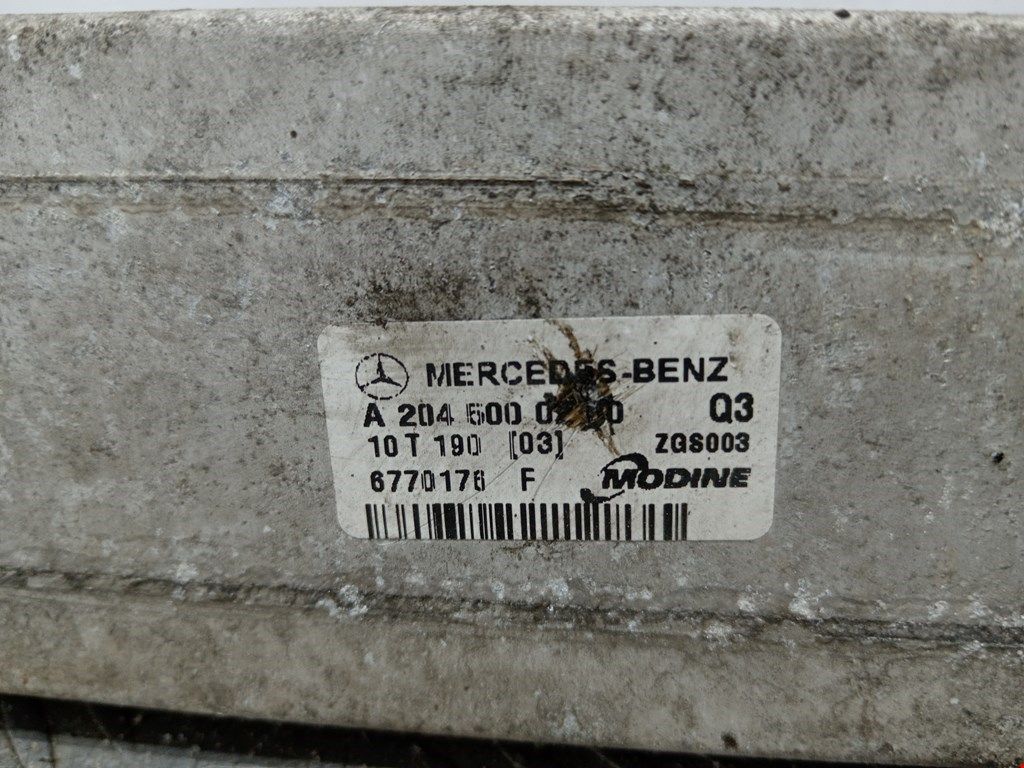 MERCEDES-BENZ
A 204 500 Q3
10 T 190 [03] ZGS003
6770176 F MODINE